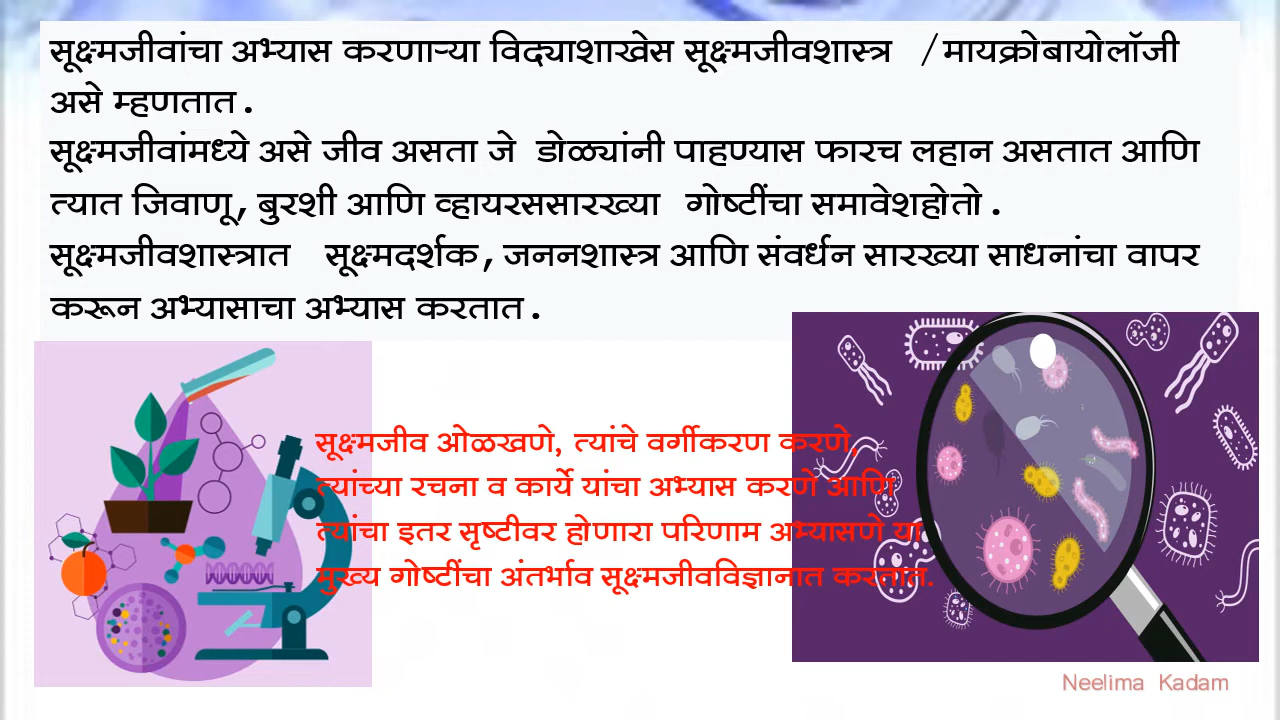 सूक्ष्मजीवांचा अभ्यास करणाऱ्या विद्याशाखेस सूक्ष्मजीवशास्त्र /मायक्रोबायोलॉजी
असे म्हणतात.
सूक्ष्मजीवांमध्ये असे जीव असता जे डोळ्यांनी पाहण्यास फारच लहान असतात आणि
त्यात जिवाणू, बुरशी आणि व्हायरससारख्या गोष्टींचा समावेशहोतो.
सूक्ष्मजीवशास्त्रात सूक्ष्मदर्शक, जननशास्त्र आणि संवर्धन सारख्या साधनांचा वापर
करून अभ्यासाचा अभ्यास करतात.
सूक्ष्मजीव ओळखणे, त्यांचे वर्गीकरण करणे,
त्यांच्या रचना व कार्ये यांचा अभ्यास करणे आणि
त्यांचा इतर सृष्टीवर होणारा परिणाम अभ्यासणे या
मुख्य गोष्टींचा अंतर्भाव सूक्ष्मजीवविज्ञानात करतात.
Neelima Kadam